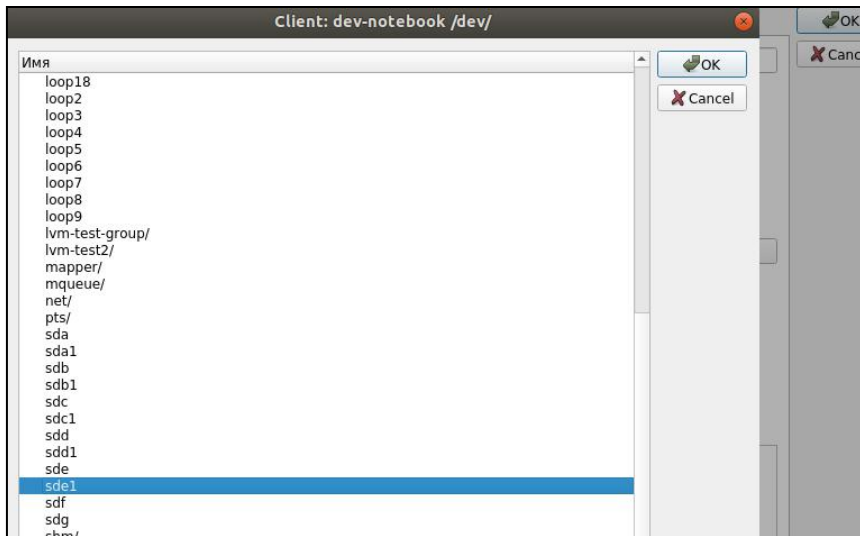 Client: dev-notebook /dev/
OK
Имя
OK
Canc
loop18
Cancel
loop2
loop3
loop4
loop5
loop6
loop7
loop8
loop9
lvm-test-group/
lvm-test2/
mapper/
mqueue/
net/
pts/
sda
sda1
sdb
sdb1
sdc
sdc1
sdd
sdd1
sde
sde1
sdf
sdg
shm/